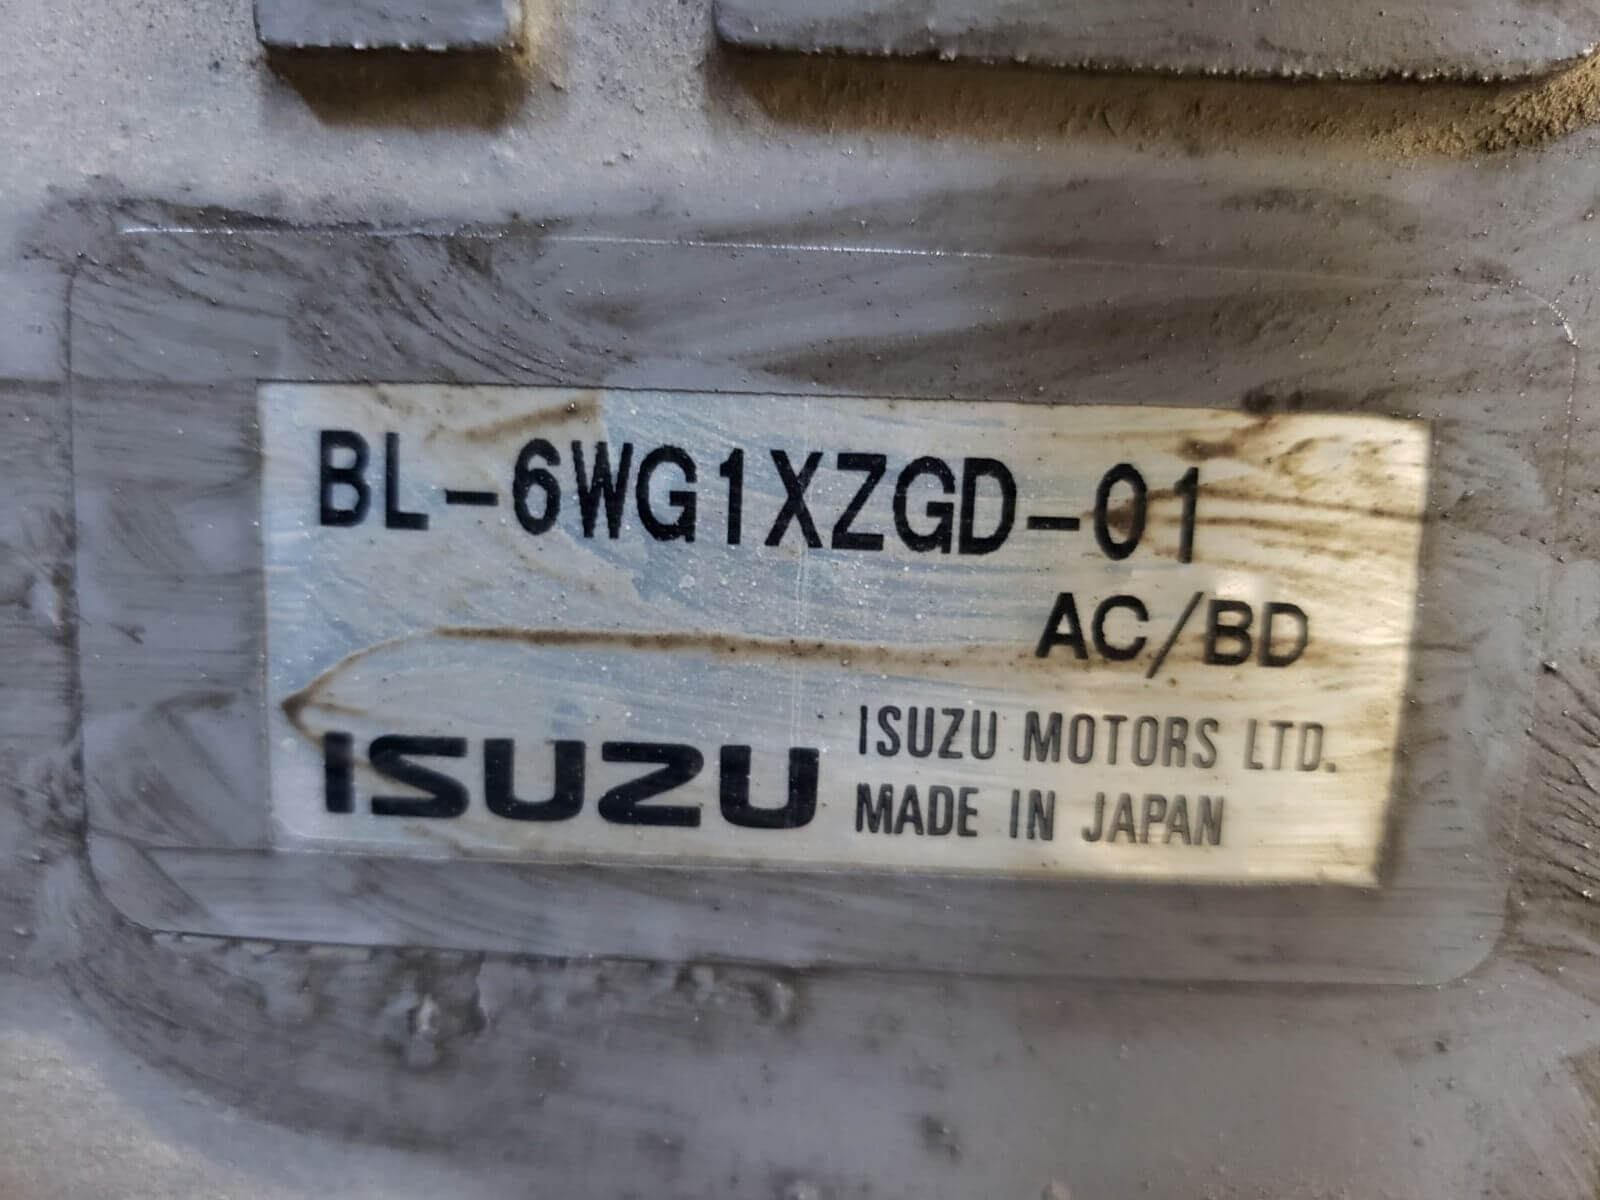 BL-6WG1XZGD-01
AC/BD
ISUZU
ISUZU MOTORS LTD.
MADE IN JAPAN